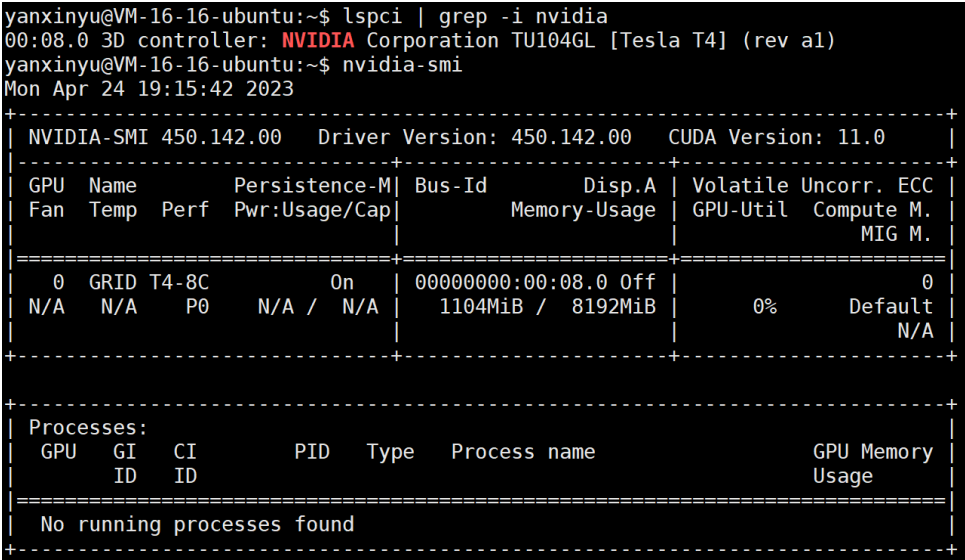 yanxinyu@VM-16-16-ubuntu:~$ lspci | grep -i nvidia
00:08.0 3D controller: NVIDIA Corporation TU104GL [Tesla T4] (rev a1)
yanxinyu@VM-16-16-ubuntu:~$ nvidia-smi
Mon Apr 24 19:15:42 2023
+-----------------------------------------------------------------------------+
| NVIDIA-SMI 450.142.00   Driver Version: 450.142.00   CUDA Version: 11.0     |
|-------------------------------+----------------------+----------------------+
| GPU  Name        Persistence-M| Bus-Id        Disp.A | Volatile Uncorr. ECC |
| Fan  Temp  Perf  Pwr:Usage/Cap|         Memory-Usage | GPU-Util  Compute M. |
|                               |                      |               MIG M. |
|===============================+======================+======================|
|   0  GRID T4-8C          On   | 00000000:00:08.0 Off |                    0 |
| N/A   N/A    P0    N/A /  N/A |   1104MiB /  8192MiB |      0%      Default |
|                               |                      |                  N/A |
+-------------------------------+----------------------+----------------------+

+-----------------------------------------------------------------------------+
| Processes:                                                                  |
|  GPU   GI   CI        PID   Type   Process name                  GPU Memory |
|        ID   ID                                                   Usage      |
|=============================================================================|
|  No running processes found                                                 |
+-----------------------------------------------------------------------------+